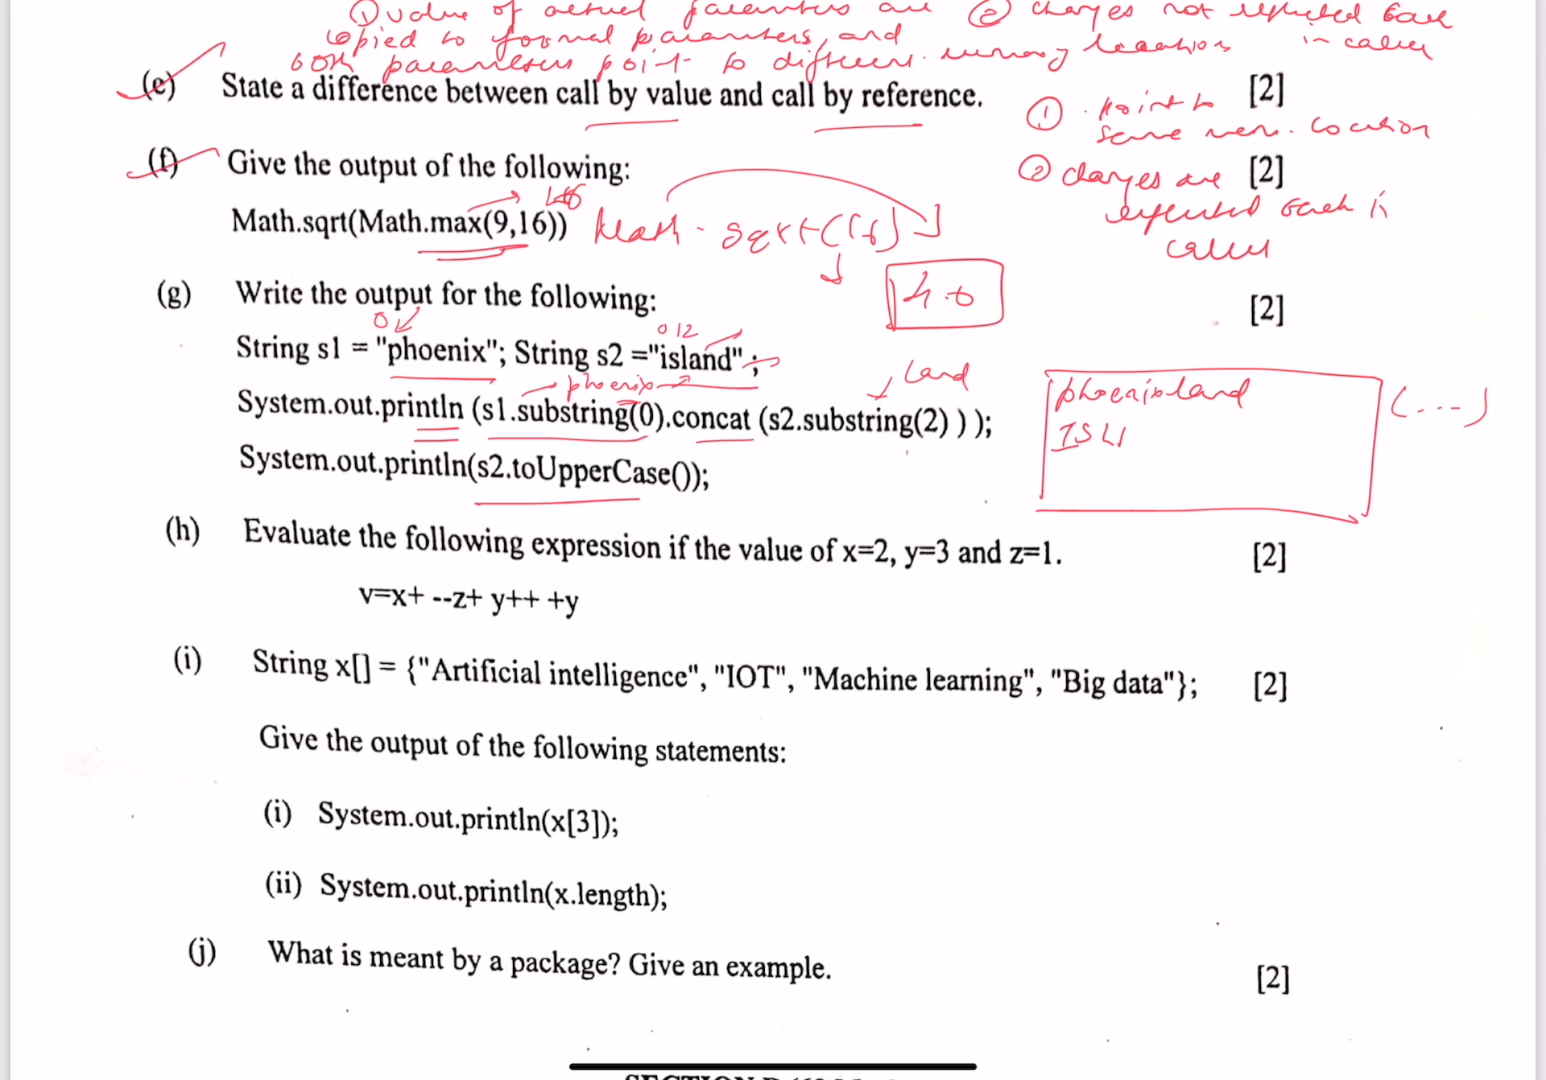 ① value of actual parameters are ② changes not reflected back
copied to formal parameters, and in caller
both parameters point to different memory locations
(e) State a difference between call by value and call by reference. [2]
① point to
same mem. location
(f) Give the output of the following: [2]
② changes are
reflected back in
caller
16
Math.sqrt(Math.max(9,16)) Math.sqrt(16)
4.0
(g) Write the output for the following: [2]
0 012
String s1 = "phoenix"; String s2 ="island" ;
phoenix land
System.out.println (s1.substring(0).concat (s2.substring(2) ) );
phoenixland (...)
ISL
System.out.println(s2.toUpperCase());
(h) Evaluate the following expression if the value of x=2, y=3 and z=1. [2]
v=x+ --z+ y++ +y
(i) String x[] = {"Artificial intelligence", "IOT", "Machine learning", "Big data"}; [2]
Give the output of the following statements:
(i) System.out.println(x[3]);
(ii) System.out.println(x.length);
(j) What is meant by a package? Give an example. [2]